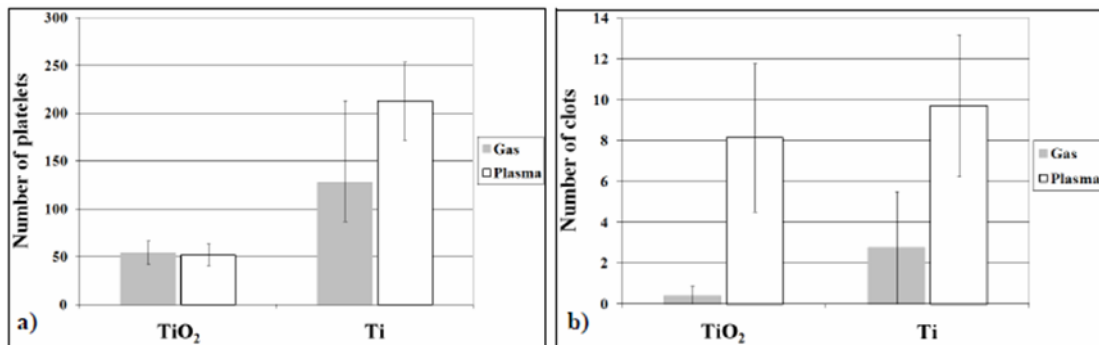 Number of platelets
300
250
200
150
100
50
0
TiO₂
Ti
Gas
Plasma
a)
Number of clots
14
12
10
8
6
4
2
0
TiO₂
Ti
Gas
Plasma
b)